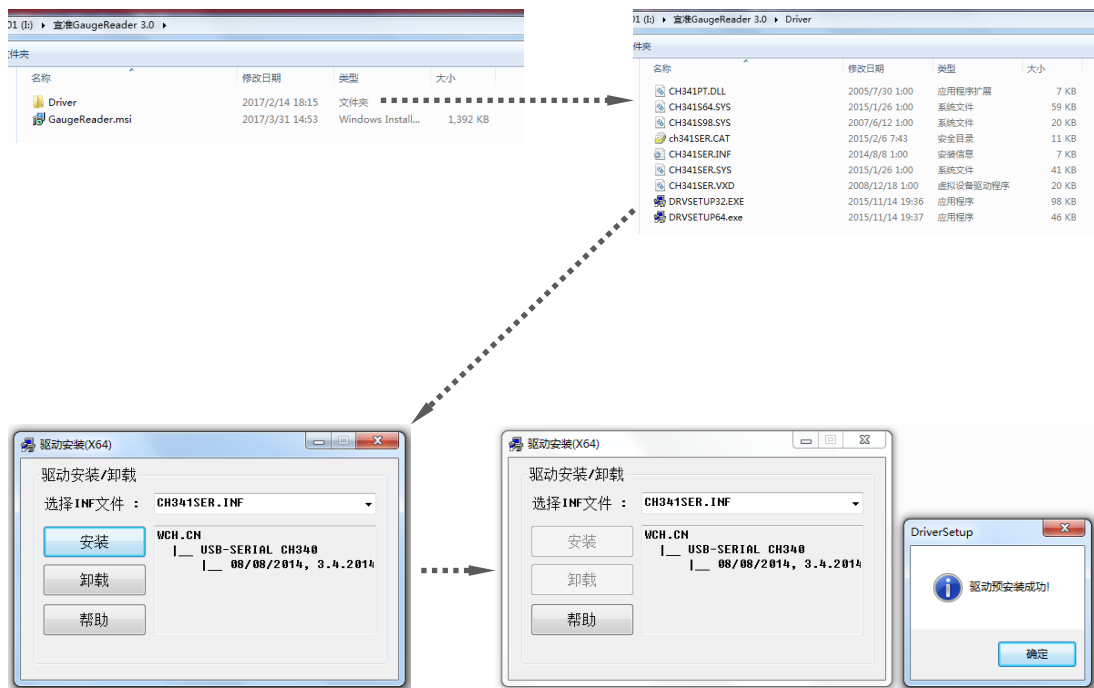 01 (I:) ▸ 宜准GaugeReader 3.0 ▸
件夹
名称 修改日期 类型 大小
Driver 2017/2/14 18:15 文件夹
GaugeReader.msi 2017/3/31 14:53 Windows Install... 1,392 KB
01 (I:) ▸ 宜准GaugeReader 3.0 ▸ Driver
件夹
名称 修改日期 类型 大小
CH341PT.DLL 2005/7/30 1:00 应用程序扩展 7 KB
CH341S64.SYS 2015/1/26 1:00 系统文件 59 KB
CH341S98.SYS 2007/6/12 1:00 系统文件 20 KB
ch341SER.CAT 2015/2/6 7:43 安全目录 11 KB
CH341SER.INF 2014/8/8 1:00 安装信息 7 KB
CH341SER.SYS 2015/1/26 1:00 系统文件 41 KB
CH341SER.VXD 2008/12/18 1:00 虚拟设备驱动程序 20 KB
DRVSETUP32.EXE 2015/11/14 19:36 应用程序 98 KB
DRVSETUP64.exe 2015/11/14 19:37 应用程序 46 KB
驱动安装(X64)
驱动安装/卸载
选择INF文件 : CH341SER.INF
安装
卸载
帮助
WCH.CN
|__ USB-SERIAL CH340
|__ 08/08/2014, 3.4.2014
驱动安装(X64)
驱动安装/卸载
选择INF文件 : CH341SER.INF
安装
卸载
帮助
WCH.CN
|__ USB-SERIAL CH340
|__ 08/08/2014, 3.4.2014
DriverSetup
驱动预安装成功!
确定